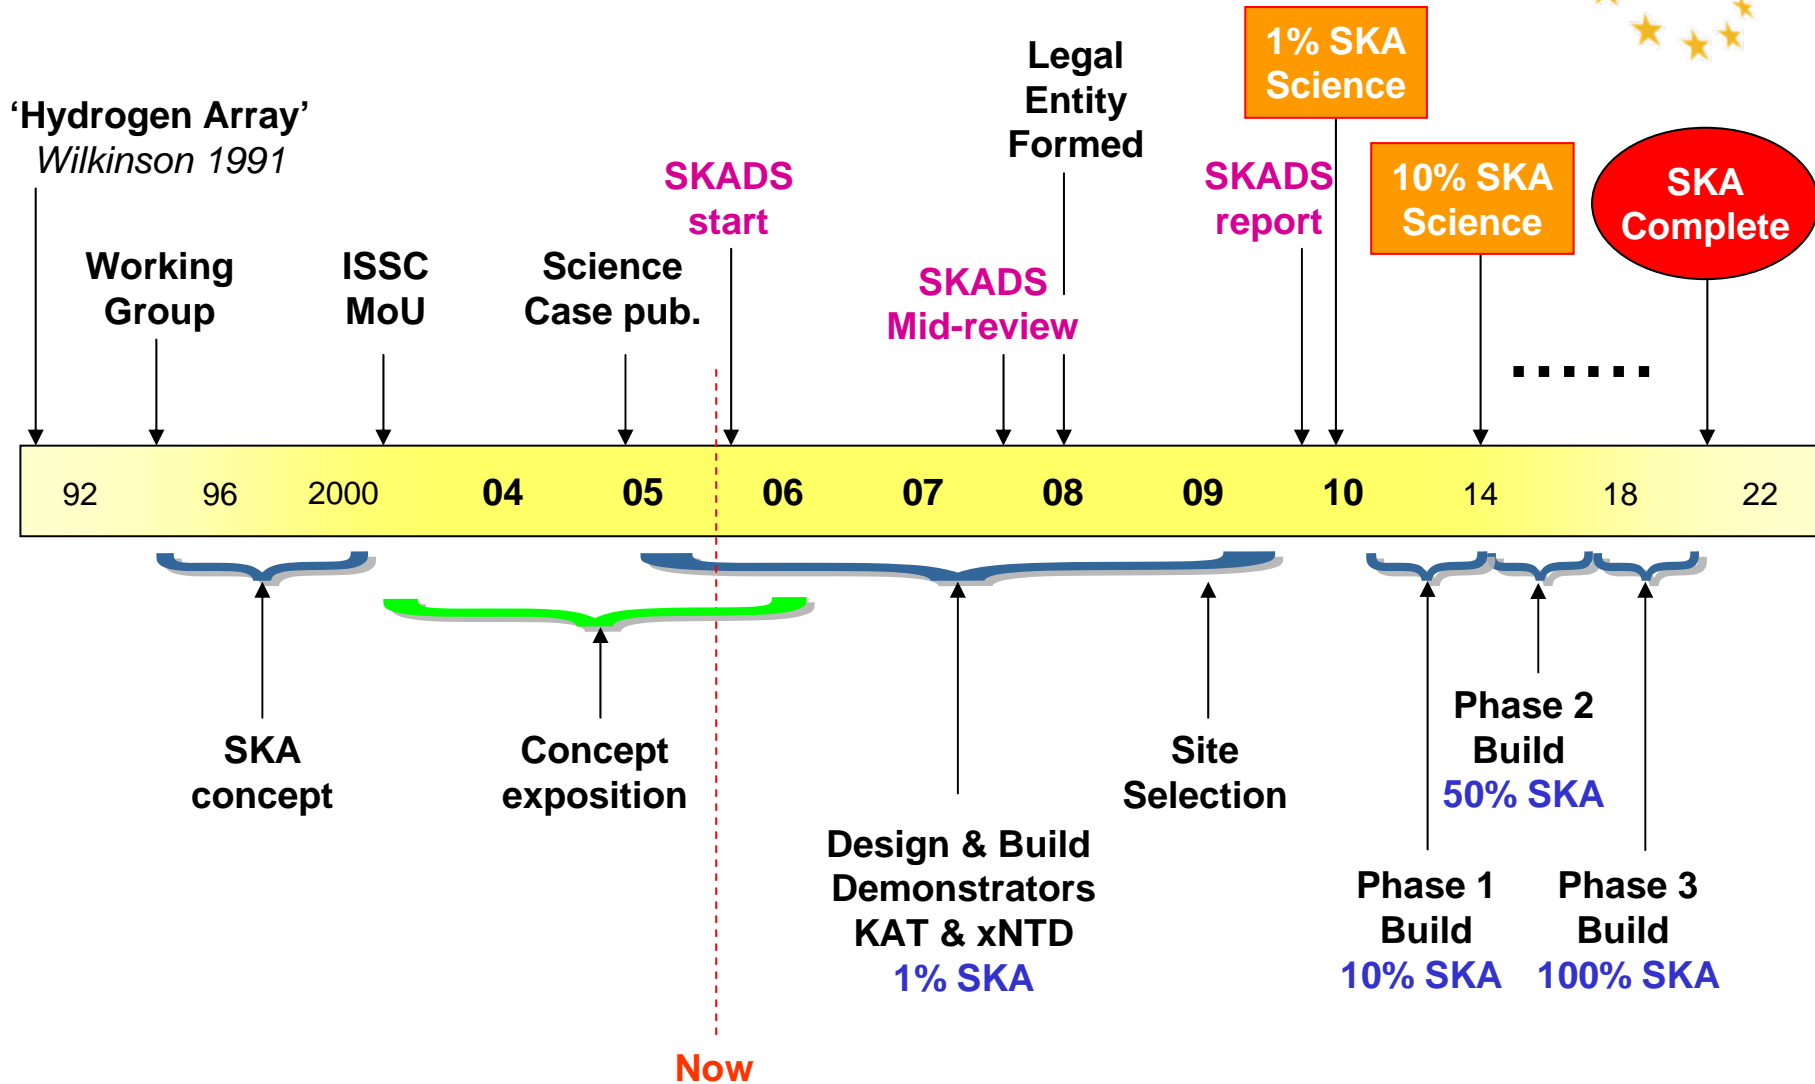 'Hydrogen Array'
Wilkinson 1991
Working
Group
ISSC
MoU
Science
Case pub.
SKADS
start
SKADS
Mid-review
Legal
Entity
Formed
SKADS
report
1% SKA
Science
10% SKA
Science
SKA
Complete
......
92 96 2000 04 05 06 07 08 09 10 14 18 22
SKA
concept
Concept
exposition
Design & Build
Demonstrators
KAT & xNTD
1% SKA
Site
Selection
Phase 1
Build
10% SKA
Phase 2
Build
50% SKA
Phase 3
Build
100% SKA
Now